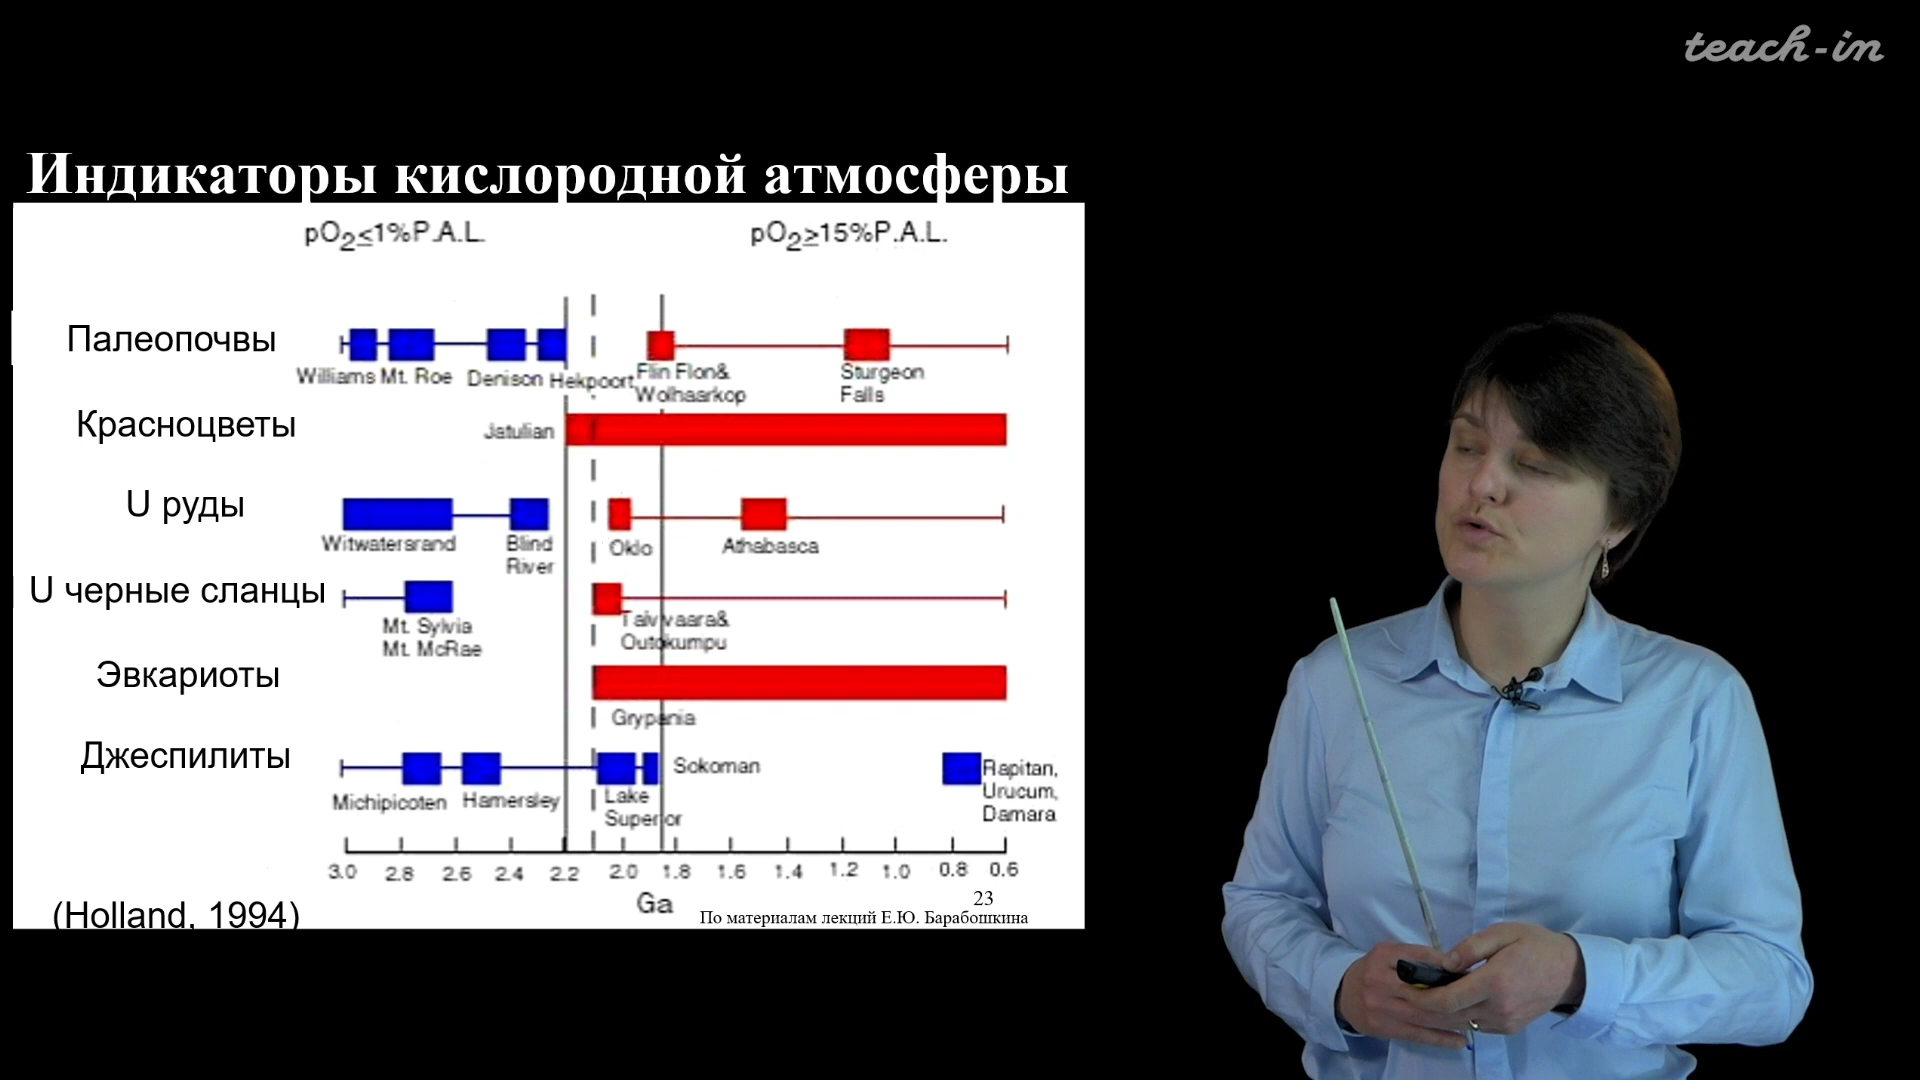 teach-in
Индикаторы кислородной атмосферы
pO2≤1%P.A.L.
pO2≥15%P.A.L.
Палеопочвы
Williams Mt. Roe Denison Hekpoort
Flin Flon&
Wolhaarkop
Sturgeon
Falls
Красноцветы
Jatulian
U руды
Witwatersrand
Blind
River
Oklo
Athabasca
U черные сланцы
Mt. Sylvia
Mt. McRae
Talvivaara&
Outokumpu
Эвкариоты
Grypania
Джеспилиты
Michipicoten
Hamersley
Lake
Superior
Sokoman
Rapitan,
Urucum,
Damara
3.0 2.8 2.6 2.4 2.2 2.0 1.8 1.6 1.4 1.2 1.0 0.8 0.6
Ga
(Holland, 1994)
23
По материалам лекций Е.Ю. Барабошкина